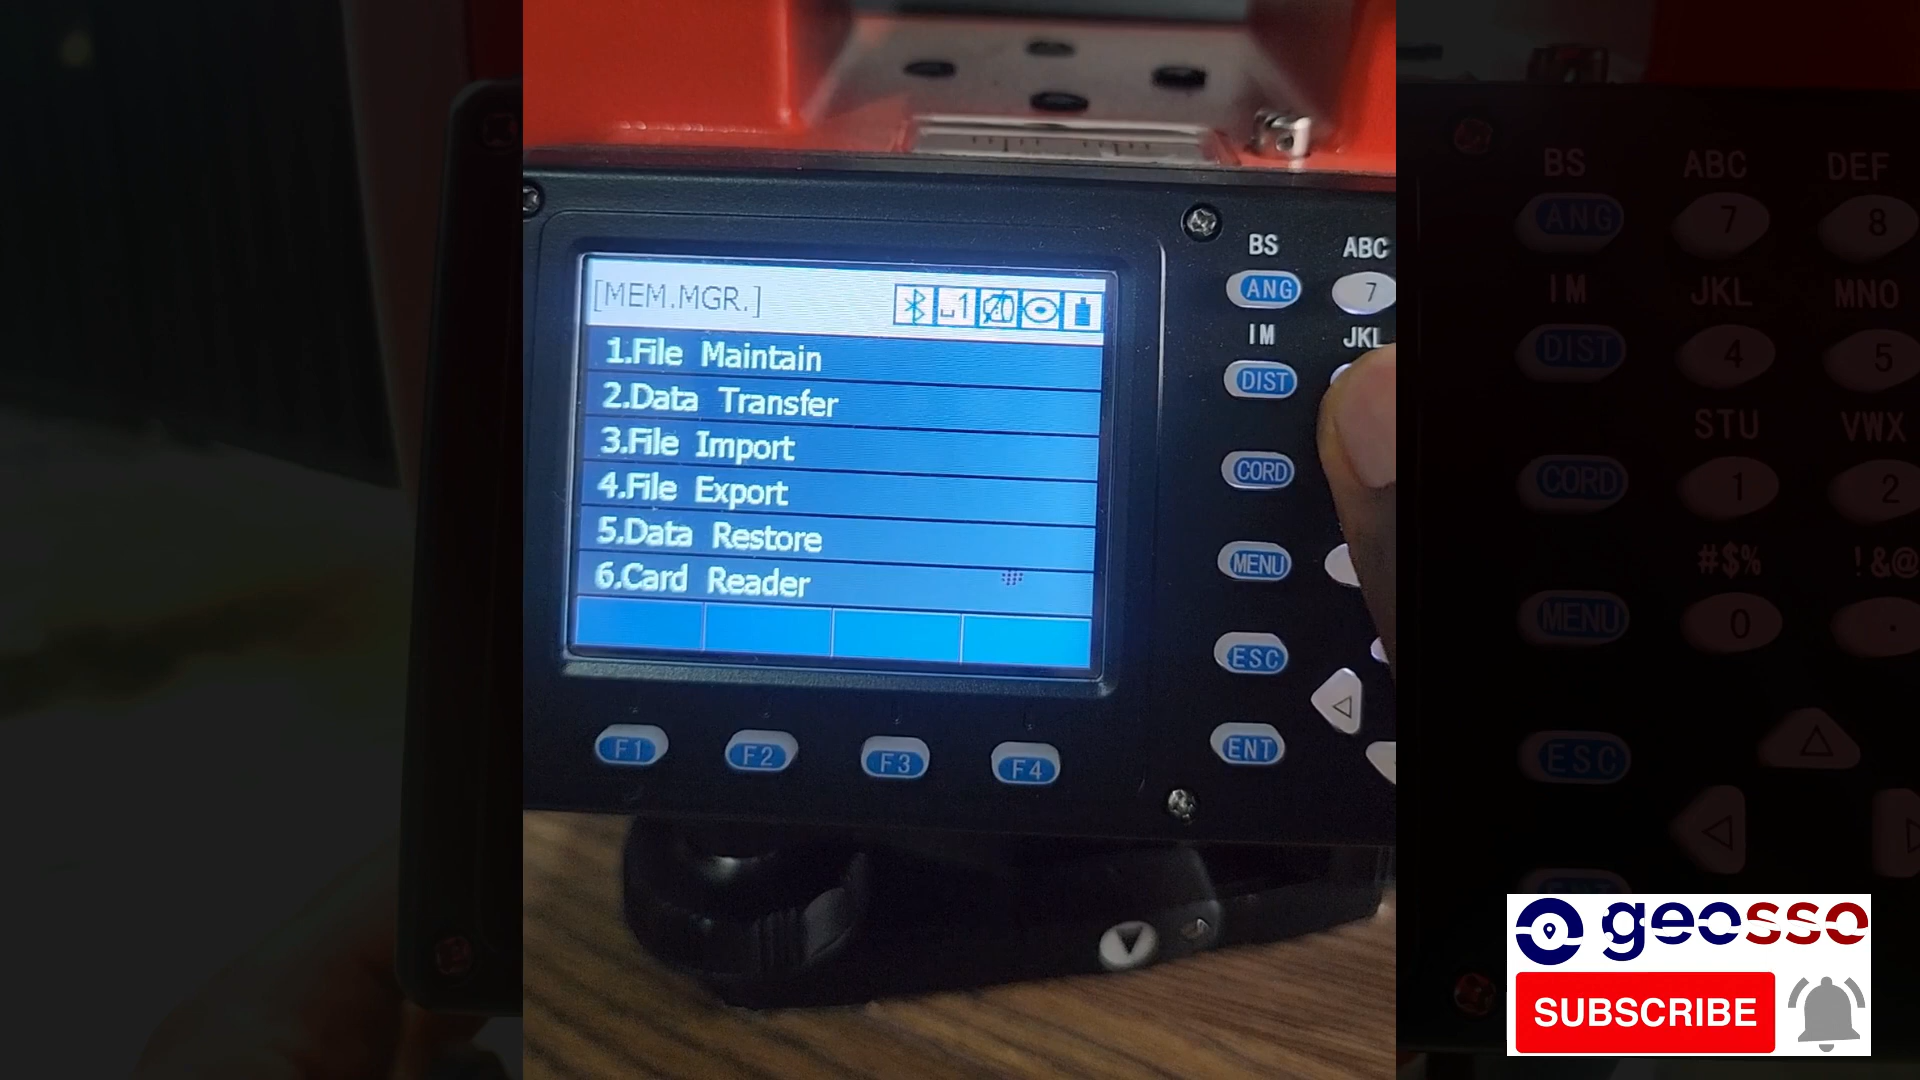 [MEM.MGR.]
1.File Maintain
2.Data Transfer
3.File Import
4.File Export
5.Data Restore
6.Card Reader
F1 F2 F3 F4
BS ABC
ANG 7
IM JKL
DIST
CORD
MENU
ESC
ENT
BS ABC DEF
ANG 7 8
IM JKL MNO
DIST 4 5
STU VWX
CORD 1 2
#$% !&@
MENU 0 .
ESC
geosso
SUBSCRIBE